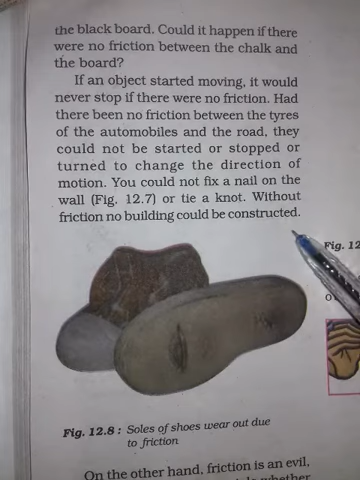 the black board. Could it happen if there
were no friction between the chalk and
the board?
If an object started moving, it would
never stop if there were no friction. Had
there been no friction between the tyres
of the automobiles and the road, they
could not be started or stopped or
turned to change the direction of
motion. You could not fix a nail on the
wall (Fig. 12.7) or tie a knot. Without
friction no building could be constructed.
Fig. 12
Fig. 12.8 : Soles of shoes wear out due
to friction
On the other hand, friction is an evil,
whether